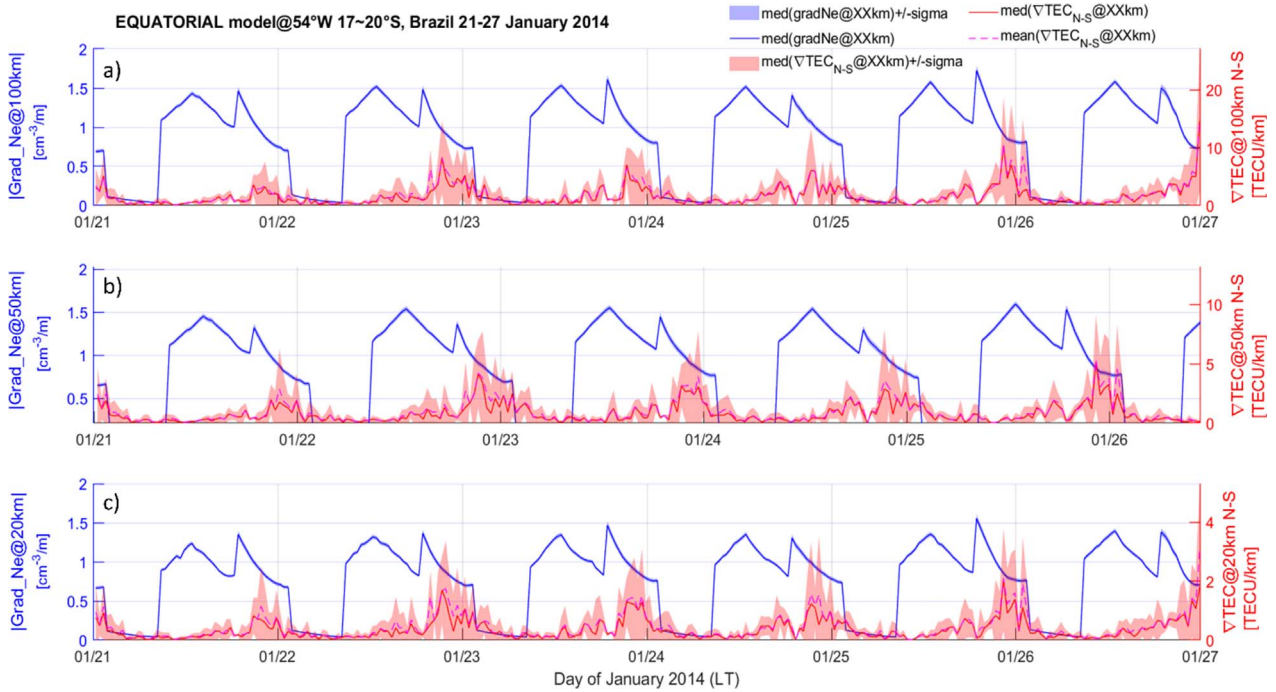 EQUATORIAL model@54°W 17~20°S, Brazil 21-27 January 2014
med(gradNe@XXkm)+/-sigma
med(gradNe@XXkm)
med(∇TEC_N-S@XXkm)+/-sigma
med(∇TEC_N-S@XXkm)
mean(∇TEC_N-S@XXkm)
a)
|Grad_Ne@100km|
[cm⁻³/m]
2
1.5
1
0.5
0
20
10
0
∇TEC@100km N-S
[TECU/km]
01/21 01/22 01/23 01/24 01/25 01/26 01/27
b)
|Grad_Ne@50km|
[cm⁻³/m]
2
1.5
1
0.5
10
5
0
∇TEC@50km N-S
[TECU/km]
01/21 01/22 01/23 01/24 01/25 01/26
c)
|Grad_Ne@20km|
[cm⁻³/m]
2
1.5
1
0.5
0
4
2
0
∇TEC@20km N-S
[TECU/km]
01/21 01/22 01/23 01/24 01/25 01/26 01/27
Day of January 2014 (LT)